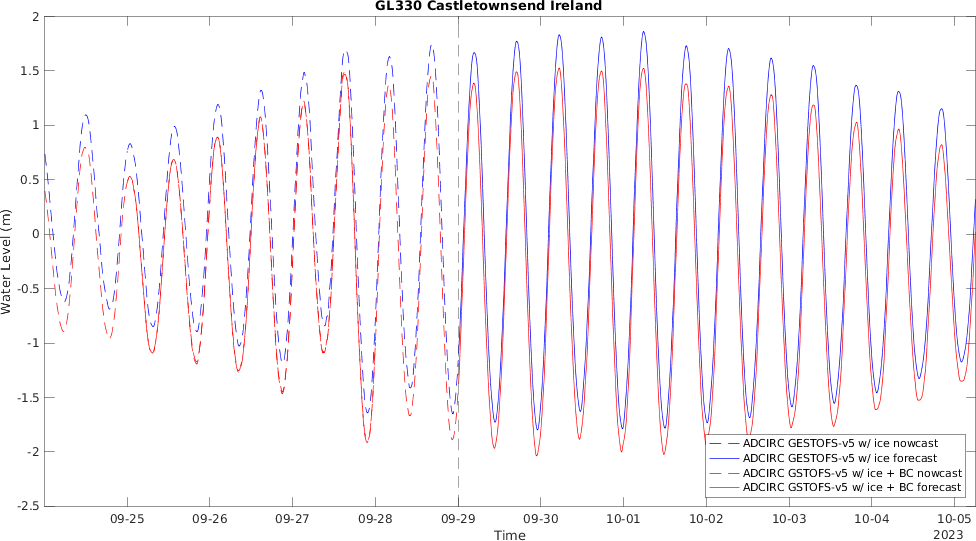 GL330 Castletownsend Ireland
2
1.5
1
0.5
0
-0.5
-1
-1.5
-2
-2.5
Water Level (m)
ADCIRC GESTOFS-v5 w/ ice nowcast
ADCIRC GESTOFS-v5 w/ ice forecast
ADCIRC GSTOFS-v5 w/ ice + BC nowcast
ADCIRC GSTOFS-v5 w/ ice + BC forecast
09-25 09-26 09-27 09-28 09-29 09-30 10-01 10-02 10-03 10-04 10-05
Time
2023